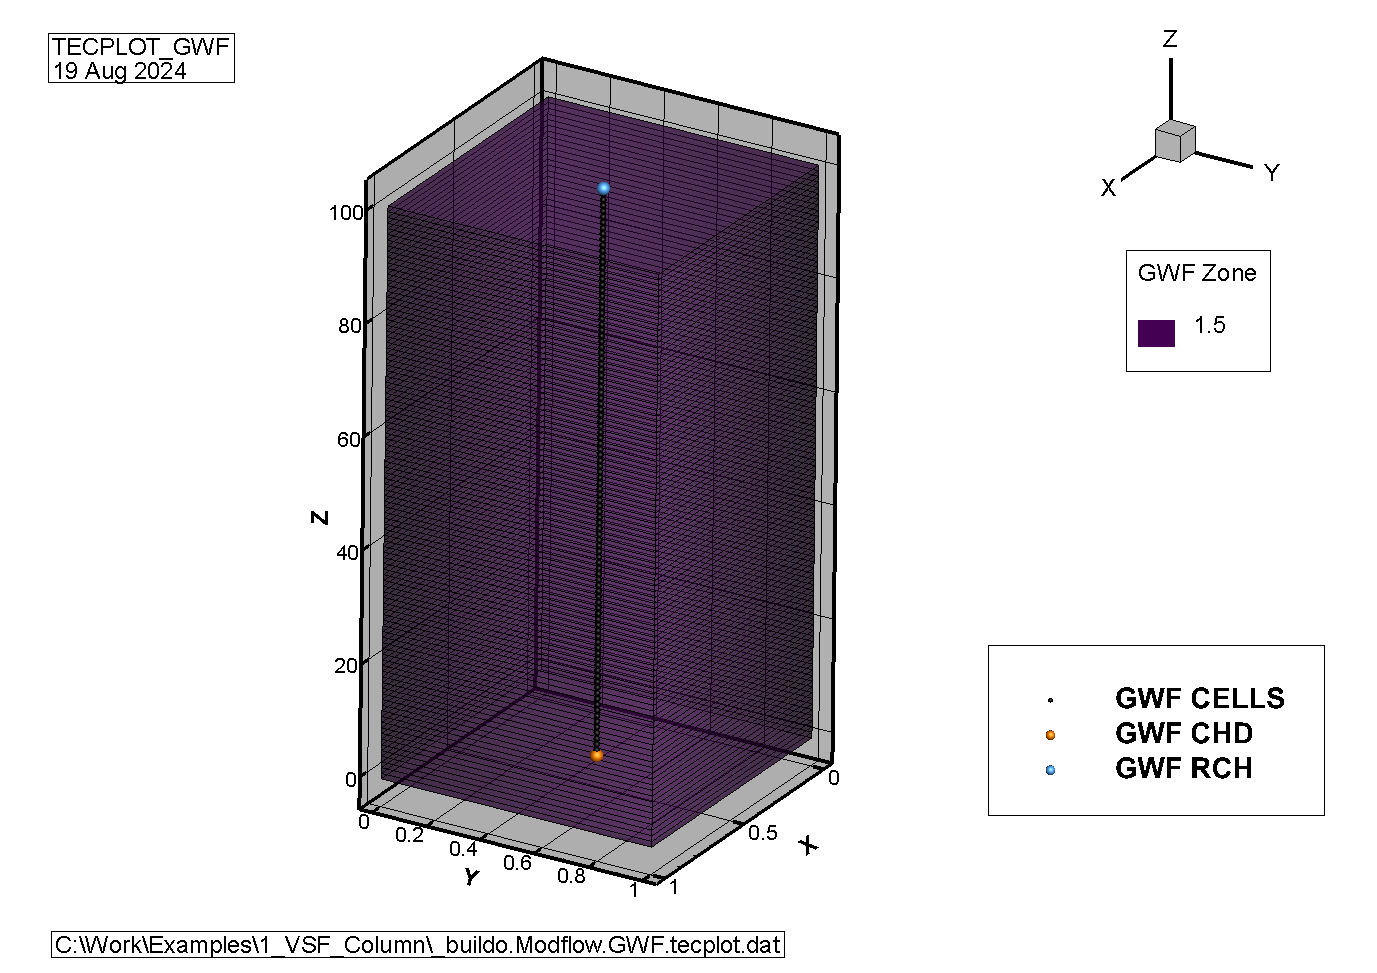 TECPLOT_GWF
19 Aug 2024
Z
X
Y
GWF Zone
1.5
100
80
60
40
20
0
Z
0
0.2
0.4
0.6
0.8
1
Y
1
0.5
0
X
GWF CELLS
GWF CHD
GWF RCH
C:\Work\Examples\1_VSF_Column\_buildo.Modflow.GWF.tecplot.dat